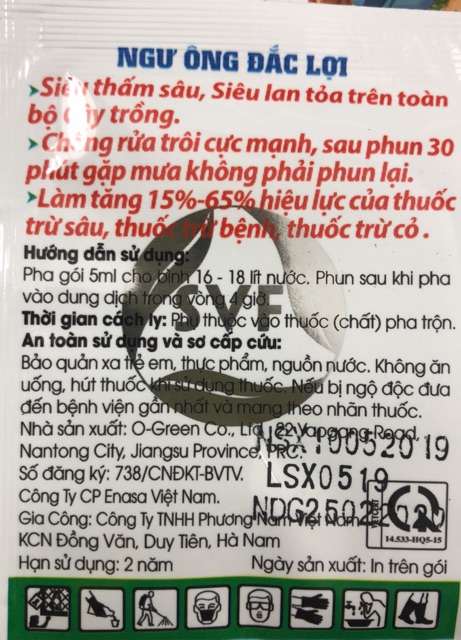 NGƯ ÔNG ĐẮC LỢI
Siêu thấm sâu, Siêu lan tỏa trên toàn
bộ cây trồng.
Chống rửa trôi cực mạnh, sau phun 30
phút gặp mưa không phải phun lại.
Làm tăng 15%-65% hiệu lực của thuốc
trừ sâu, thuốc trừ bệnh, thuốc trừ cỏ.
Hướng dẫn sử dụng:
Pha gói 5ml cho bình 16 - 18 lít nước. Phun sau khi pha
vào dung dịch trong vòng 4 giờ.
Thời gian cách ly: Phụ thuộc vào thuốc (chất) pha trộn.
An toàn sử dụng và sơ cấp cứu:
Bảo quản xa trẻ em, thực phẩm, nguồn nước. Không ăn
uống, hút thuốc khi sử dụng thuốc. Nếu bị ngộ độc đưa
đến bệnh viện gần nhất và mang theo nhãn thuốc.
Nhà sản xuất: O-Green Co., Ltd, 22 Yaogang Road,
Nantong City, Jiangsu Province, PRC.
Số đăng ký: 738/CNĐKT-BVTV.
Công Ty CP Enasa Việt Nam.
Gia Công: Công Ty TNHH Phương Nam Việt Nam
KCN Đồng Văn, Duy Tiên, Hà Nam
Hạn sử dụng: 2 năm
Ngày sản xuất: In trên gói
SVF
NSX10052019
LSX0519
14.533-HQ5-15